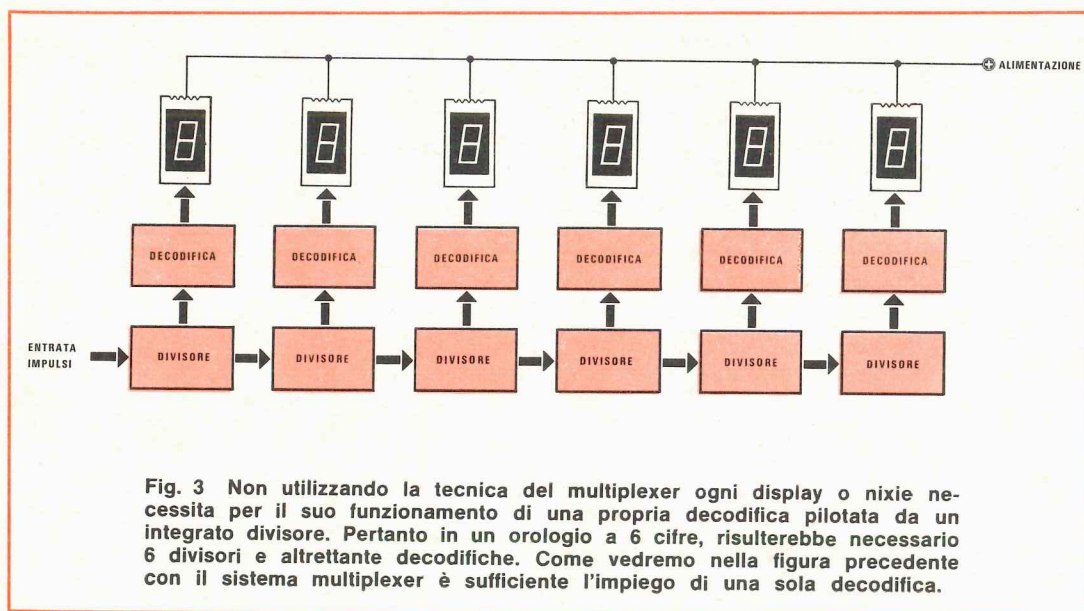 ⊕ ALIMENTAZIONE
DECODIFICA DECODIFICA DECODIFICA DECODIFICA DECODIFICA DECODIFICA
ENTRATA
IMPULSI
DIVISORE DIVISORE DIVISORE DIVISORE DIVISORE DIVISORE
Fig. 3 Non utilizzando la tecnica del multiplexer ogni display o nixie ne-
cessita per il suo funzionamento di una propria decodifica pilotata da un
integrato divisore. Pertanto in un orologio a 6 cifre, risulterebbe necessario
6 divisori e altrettante decodifiche. Come vedremo nella figura precedente
con il sistema multiplexer è sufficiente l'impiego di una sola decodifica.